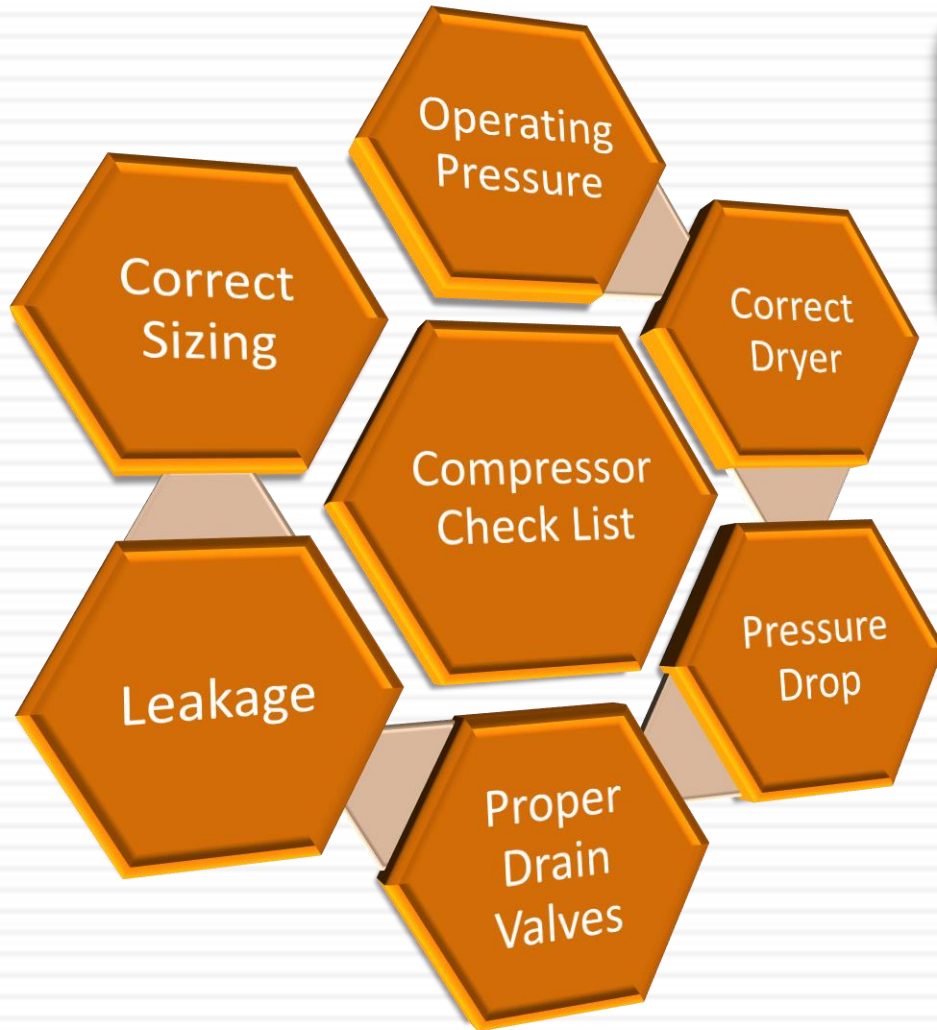 Operating
Pressure
Correct
Sizing
Correct
Dryer
Compressor
Check List
Pressure
Drop
Leakage
Proper
Drain
Valves